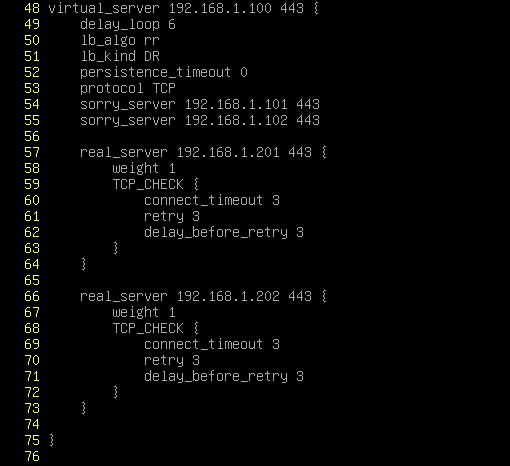 48 virtual_server 192.168.1.100 443 {
49     delay_loop 6
50     lb_algo rr
51     lb_kind DR
52     persistence_timeout 0
53     protocol TCP
54     sorry_server 192.168.1.101 443
55     sorry_server 192.168.1.102 443
56
57     real_server 192.168.1.201 443 {
58         weight 1
59         TCP_CHECK {
60             connect_timeout 3
61             retry 3
62             delay_before_retry 3
63         }
64     }
65
66     real_server 192.168.1.202 443 {
67         weight 1
68         TCP_CHECK {
69             connect_timeout 3
70             retry 3
71             delay_before_retry 3
72         }
73     }
74
75 }
76